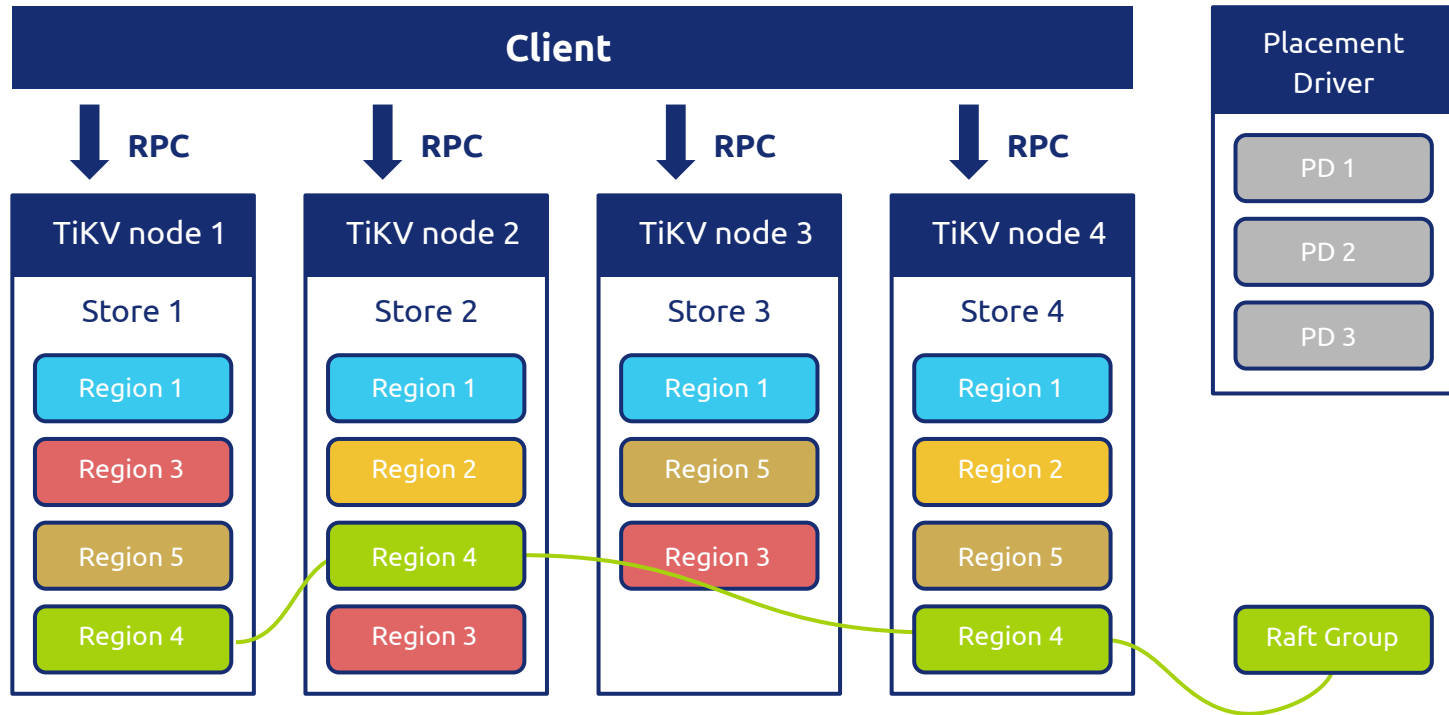 Client
RPC
RPC
RPC
RPC
TiKV node 1
Store 1
Region 1
Region 3
Region 5
Region 4
TiKV node 2
Store 2
Region 1
Region 2
Region 4
Region 3
TiKV node 3
Store 3
Region 1
Region 5
Region 3
TiKV node 4
Store 4
Region 1
Region 2
Region 5
Region 4
Placement
Driver
PD 1
PD 2
PD 3
Raft Group